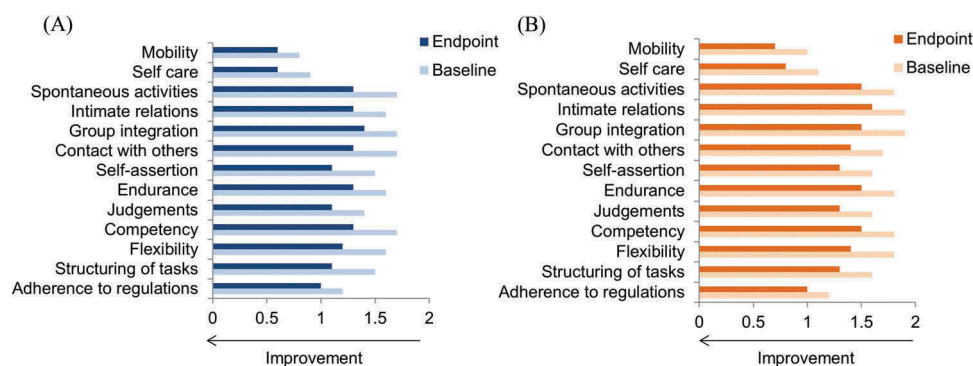 (A)
Endpoint
Baseline
Mobility
Self care
Spontaneous activities
Intimate relations
Group integration
Contact with others
Self-assertion
Endurance
Judgements
Competency
Flexibility
Structuring of tasks
Adherence to regulations
0 0.5 1 1.5 2
Improvement
(B)
Endpoint
Baseline
Mobility
Self care
Spontaneous activities
Intimate relations
Group integration
Contact with others
Self-assertion
Endurance
Judgements
Competency
Flexibility
Structuring of tasks
Adherence to regulations
0 0.5 1 1.5 2
Improvement